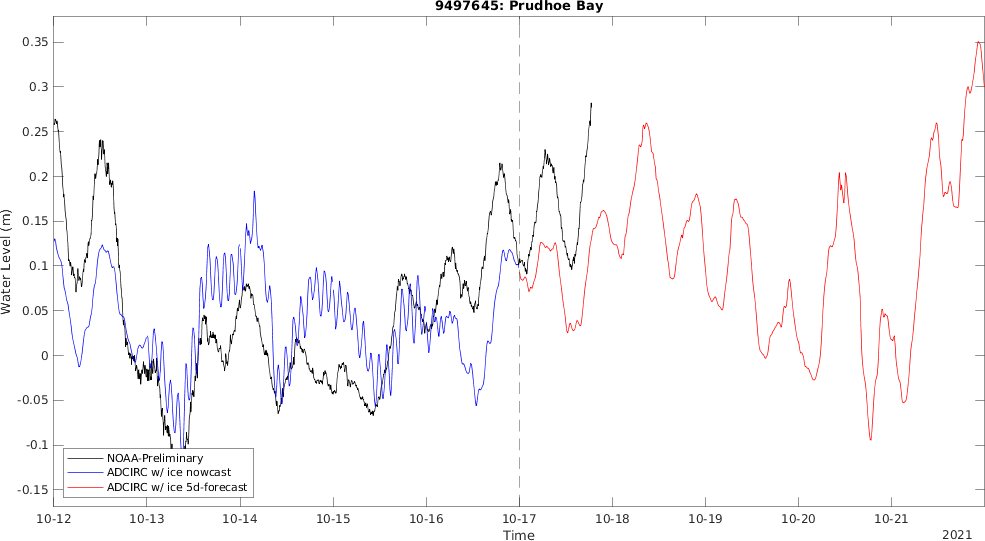 9497645: Prudhoe Bay
Water Level (m)
0.35
0.3
0.25
0.2
0.15
0.1
0.05
0
-0.05
-0.1
-0.15
NOAA-Preliminary
ADCIRC w/ ice nowcast
ADCIRC w/ ice 5d-forecast
10-12 10-13 10-14 10-15 10-16 10-17 10-18 10-19 10-20 10-21
Time
2021